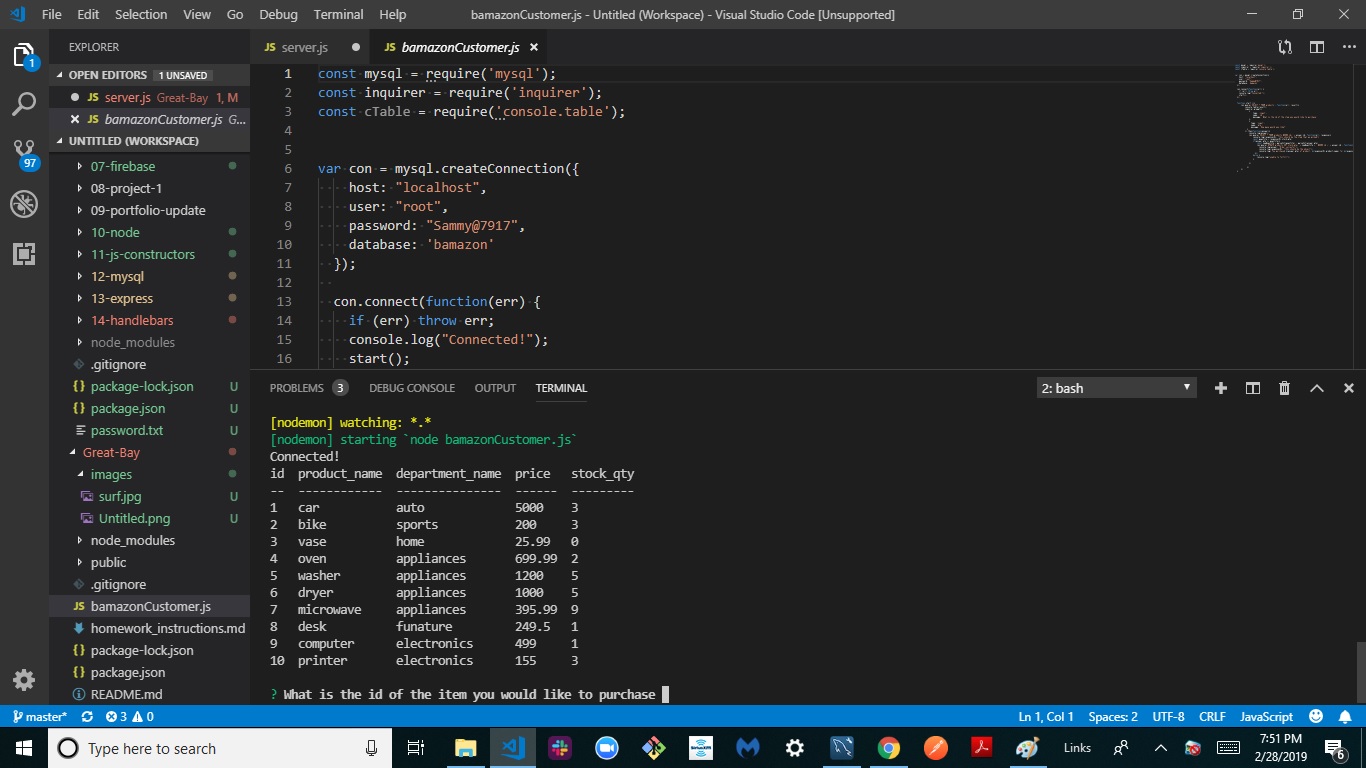 File Edit Selection View Go Debug Terminal Help bamazonCustomer.js - Untitled (Workspace) - Visual Studio Code [Unsupported]
EXPLORER
OPEN EDITORS 1 UNSAVED
JS server.js Great-Bay 1, M
JS bamazonCustomer.js G...
UNTITLED (WORKSPACE)
07-firebase
08-project-1
09-portfolio-update
10-node
11-js-constructors
12-mysql
13-express
14-handlebars
node_modules
.gitignore
{} package-lock.json U
{} package.json U
password.txt U
Great-Bay
images
surf.jpg U
Untitled.png U
node_modules
public
.gitignore
JS bamazonCustomer.js
homework_instructions.md
{} package-lock.json
{} package.json
README.md
1
97
JS server.js JS bamazonCustomer.js
1 const mysql = require('mysql');
2 const inquirer = require('inquirer');
3 const cTable = require('console.table');
4
5
6 var con = mysql.createConnection({
7 host: "localhost",
8 user: "root",
9 password: "Sammy@7917",
10 database: 'bamazon'
11 });
12
13 con.connect(function(err) {
14 if (err) throw err;
15 console.log("Connected!");
16 start();
PROBLEMS 3 DEBUG CONSOLE OUTPUT TERMINAL 2: bash
[nodemon] watching: *.*
[nodemon] starting `node bamazonCustomer.js`
Connected!
id product_name department_name price stock_qty
-- ------------ --------------- ------ ---------
1 car auto 5000 3
2 bike sports 200 3
3 vase home 25.99 0
4 oven appliances 699.99 2
5 washer appliances 1200 5
6 dryer appliances 1000 5
7 microwave appliances 395.99 9
8 desk funature 249.5 1
9 computer electronics 499 1
10 printer electronics 155 3
? What is the id of the item you would like to purchase
master* 3 0 Ln 1, Col 1 Spaces: 2 UTF-8 CRLF JavaScript
Type here to search Links 7:51 PM
2/28/2019
6